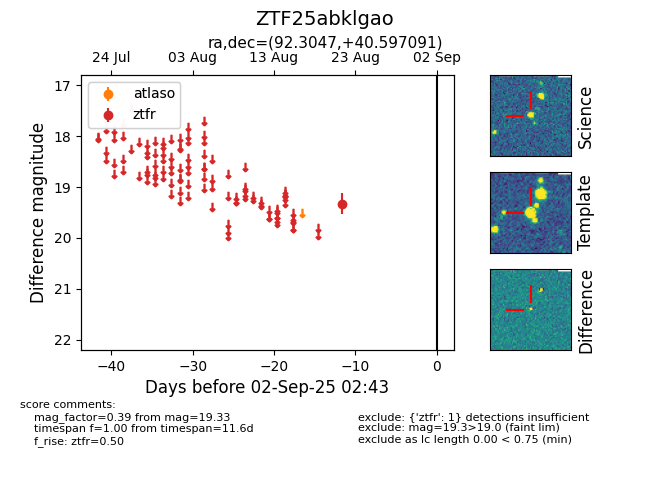 ZTF25abklgao
ra,dec=(92.3047,+40.597091)
24 Jul 03 Aug 13 Aug 23 Aug 02 Sep
atlaso
ztfr
17
18
19
20
21
22
Difference magnitude
−40 −30 −20 −10 0
Days before 02-Sep-25 02:43
Science
Template
Difference
score comments:
mag_factor=0.39 from mag=19.33
timespan f=1.00 from timespan=11.6d
f_rise: ztfr=0.50
exclude: {'ztfr': 1} detections insufficient
exclude: mag=19.3>19.0 (faint lim)
exclude as lc length 0.00 < 0.75 (min)